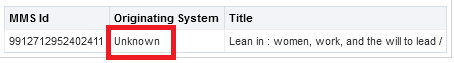 MMS Id Originating System Title
9912712952402411 Unknown Lean in : women, work, and the will to lead /